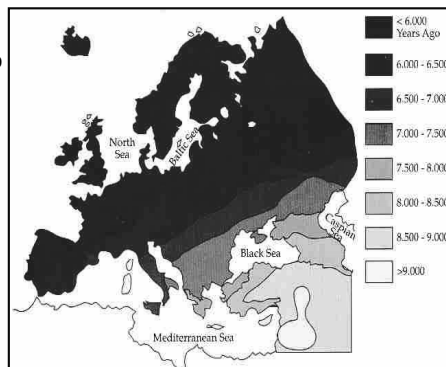 < 6.000
Years Ago
6.000 - 6.500
6.500 - 7.000
7.000 - 7.500
7.500 - 8.000
8.000 - 8.500
8.500 - 9.000
>9.000
North
Sea
Baltic Sea
Caspian
Sea
Black Sea
Mediterranean Sea